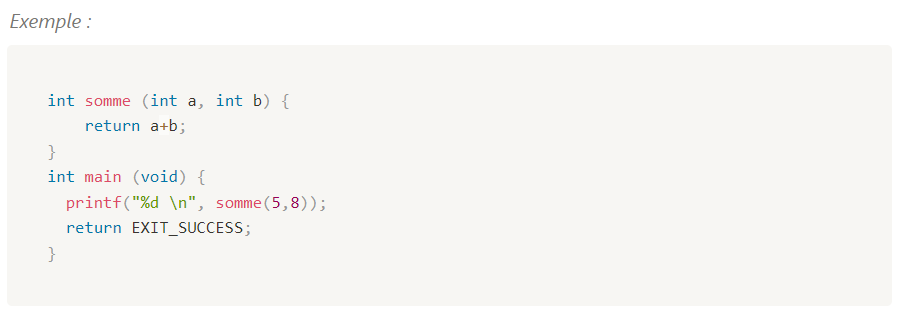 Exemple :
int somme (int a, int b) {
    return a+b;
}
int main (void) {
  printf("%d \n", somme(5,8));
  return EXIT_SUCCESS;
}